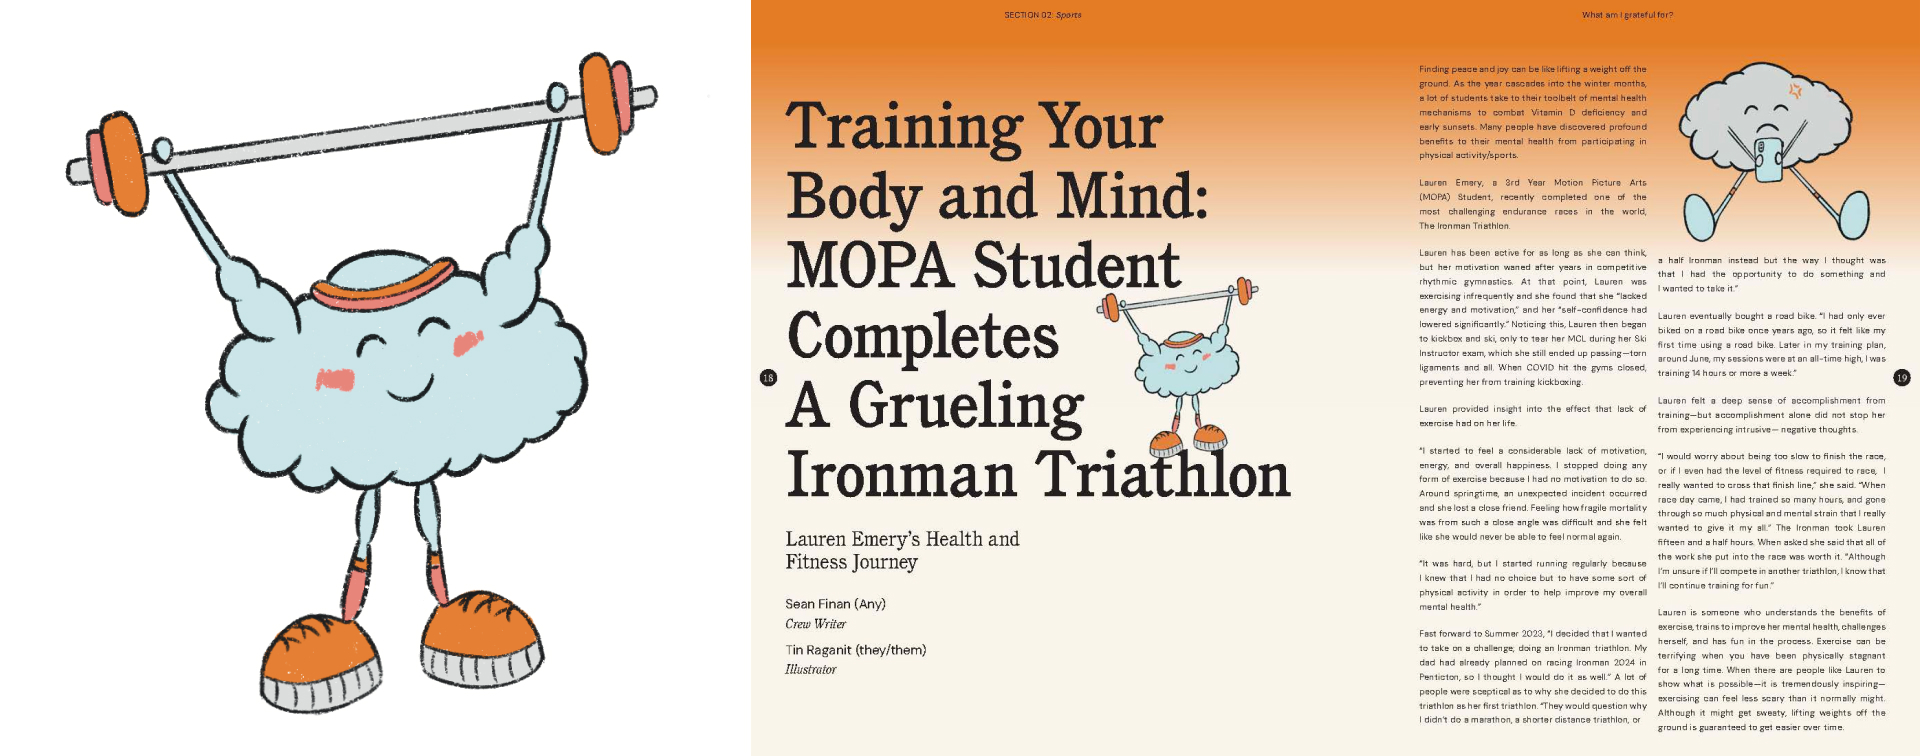 SECTION 02: Sports
What am I grateful for?
Training Your
Body and Mind:
MOPA Student
Completes
A Grueling
Ironman Triathlon
18
Lauren Emery’s Health and
Fitness Journey
Sean Finan (Any)
Crew Writer
Tin Raganit (they/them)
Illustrator
Finding peace and joy can be like lifting a weight off the
ground. As the year cascades into the winter months,
a lot of students take to their toolbelt of mental health
mechanisms to combat Vitamin D deficiency and
early sunsets. Many people have discovered profound
benefits to their mental health from participating in
physical activity/sports.
Lauren Emery, a 3rd Year Motion Picture Arts
(MOPA) Student, recently completed one of the
most challenging endurance races in the world,
The Ironman Triathlon.
Lauren has been active for as long as she can think,
but her motivation waned after years in competitive
rhythmic gymnastics. At that point, Lauren was
exercising infrequently and she found that she “lacked
energy and motivation,” and her “self-confidence had
lowered significantly.” Noticing this, Lauren then began
to kickbox and ski, only to tear her MCL during her Ski
Instructor exam, which she still ended up passing—torn
ligaments and all. When COVID hit the gyms closed,
preventing her from training kickboxing.
Lauren provided insight into the effect that lack of
exercise had on her life.
“I started to feel a considerable lack of motivation,
energy, and overall happiness. I stopped doing any
form of exercise because I had no motivation to do so.
Around springtime, an unexpected incident occurred
and she lost a close friend. Feeling how fragile mortality
was from such a close angle was difficult and she felt
like she would never be able to feel normal again.
“It was hard, but I started running regularly because
I knew that I had no choice but to have some sort of
physical activity in order to help improve my overall
mental health.”
Fast forward to Summer 2023, “I decided that I wanted
to take on a challenge; doing an Ironman triathlon. My
dad had already planned on racing Ironman 2024 in
Penticton, so I thought I would do it as well.” A lot of
people were sceptical as to why she decided to do this
triathlon as her first triathlon. “They would question why
I didn’t do a marathon, a shorter distance triathlon, or
a half Ironman instead but the way I thought was
that I had the opportunity to do something and
I wanted to take it.”
Lauren eventually bought a road bike. “I had only ever
biked on a road bike once years ago, so it felt like my
first time using a road bike. Later in my training plan,
around June, my sessions were at an all-time high, I was
training 14 hours or more a week.”
Lauren felt a deep sense of accomplishment from
training—but accomplishment alone did not stop her
from experiencing intrusive— negative thoughts.
“I would worry about being too slow to finish the race,
or if I even had the level of fitness required to race, I
really wanted to cross that finish line,” she said. “When
race day came, I had trained so many hours, and gone
through so much physical and mental strain that I really
wanted to give it my all.” The Ironman took Lauren
fifteen and a half hours. When asked she said that all of
the work she put into the race was worth it. “Although
I’m unsure if I’ll compete in another triathlon, I know that
I’ll continue training for fun.”
Lauren is someone who understands the benefits of
exercise, trains to improve her mental health, challenges
herself, and has fun in the process. Exercise can be
terrifying when you have been physically stagnant
for a long time. When there are people like Lauren to
show what is possible—it is tremendously inspiring—
exercising can feel less scary than it normally might.
Although it might get sweaty, lifting weights off the
ground is guaranteed to get easier over time.
19